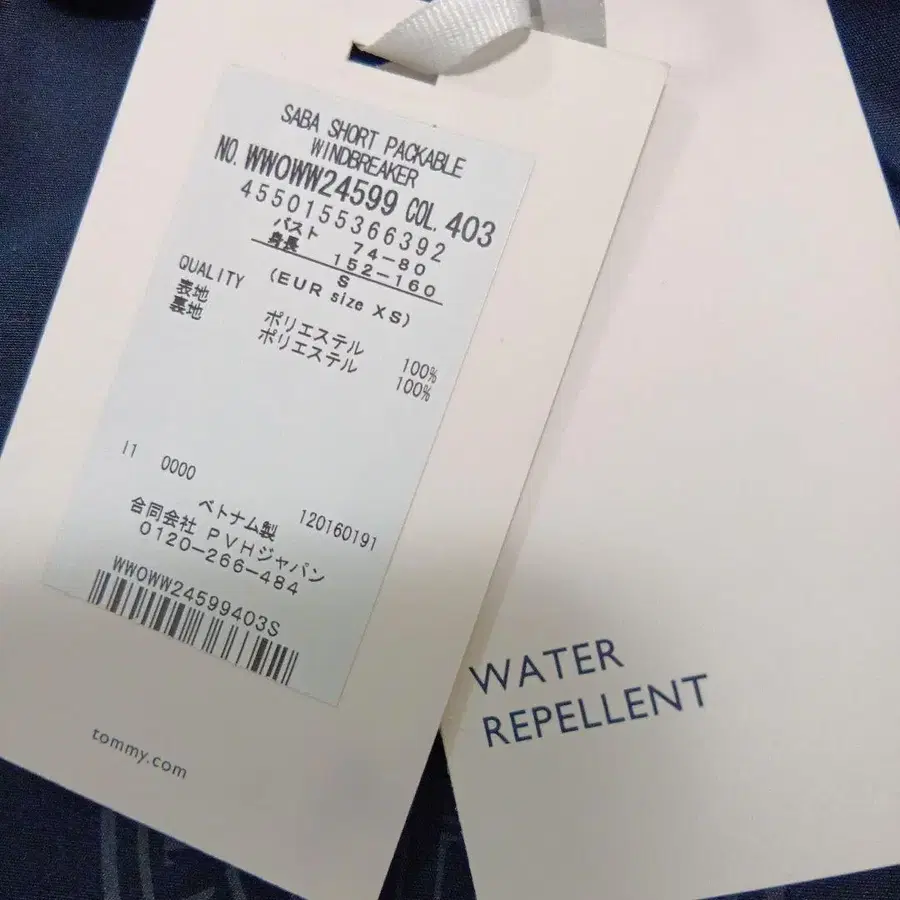 SABA SHORT PACKABLE
WINDBREAKER
NO. WW0WW24599 COL. 403
4550155366392
バスト 74-80
身長 152-160
S
(EUR size XS)
QUALITY
表地 ポリエステル 100%
裏地 ポリエステル 100%
I1 0000
ベトナム製 120160191
合同会社 PVHジャパン
0120-266-484
WW0WW24599403S
tommy.com
WATER
REPELLENT